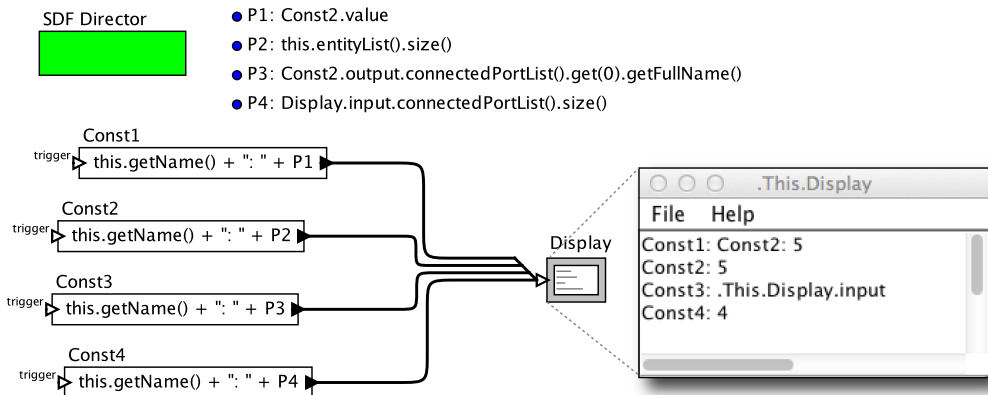 SDF Director
P1: Const2.value
P2: this.entityList().size()
P3: Const2.output.connectedPortList().get(0).getFullName()
P4: Display.input.connectedPortList().size()
Const1
trigger
this.getName() + ": " + P1
Const2
trigger
this.getName() + ": " + P2
Const3
trigger
this.getName() + ": " + P3
Const4
trigger
this.getName() + ": " + P4
Display
.This.Display
File Help
Const1: Const2: 5
Const2: 5
Const3: .This.Display.input
Const4: 4